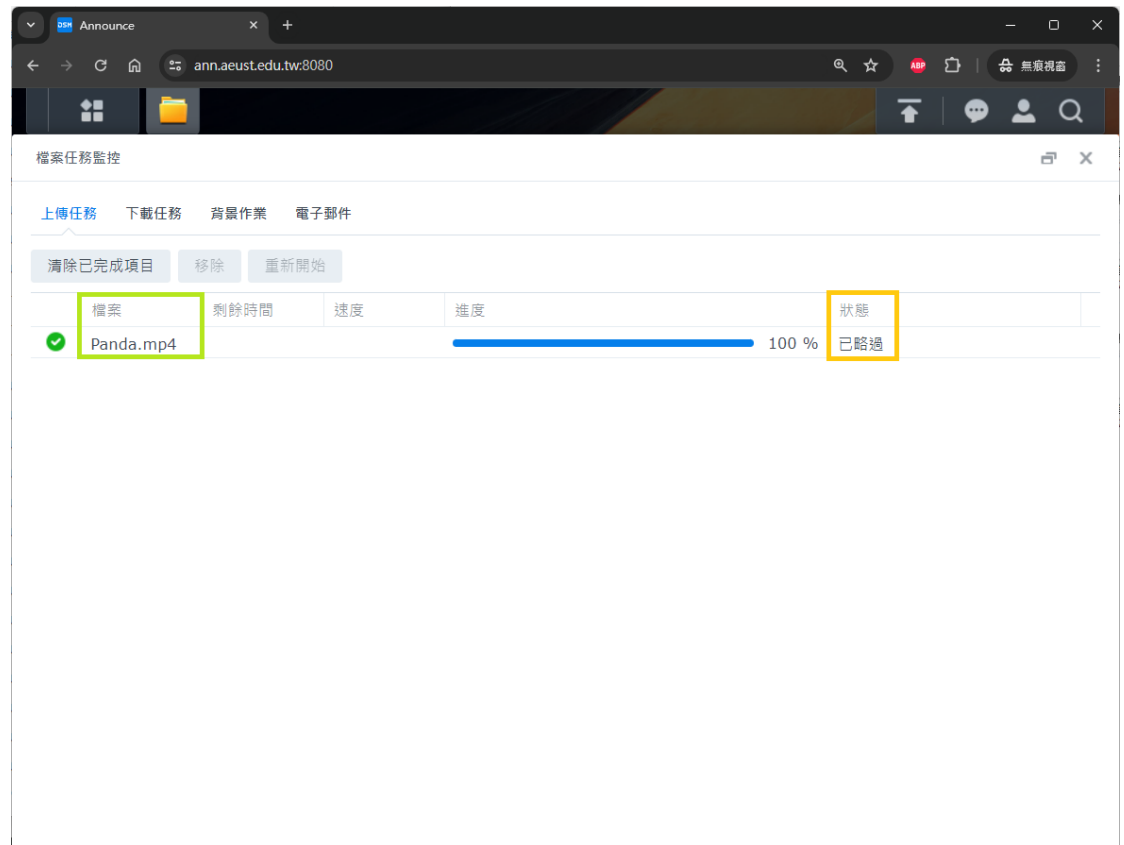 DSM Announce
ann.aeust.edu.tw:8080
ABP
無痕視窗
檔案任務監控
上傳任務 下載任務 背景作業 電子郵件
清除已完成項目 移除 重新開始
檔案 剩餘時間 速度 進度 狀態
Panda.mp4 100 % 已略過